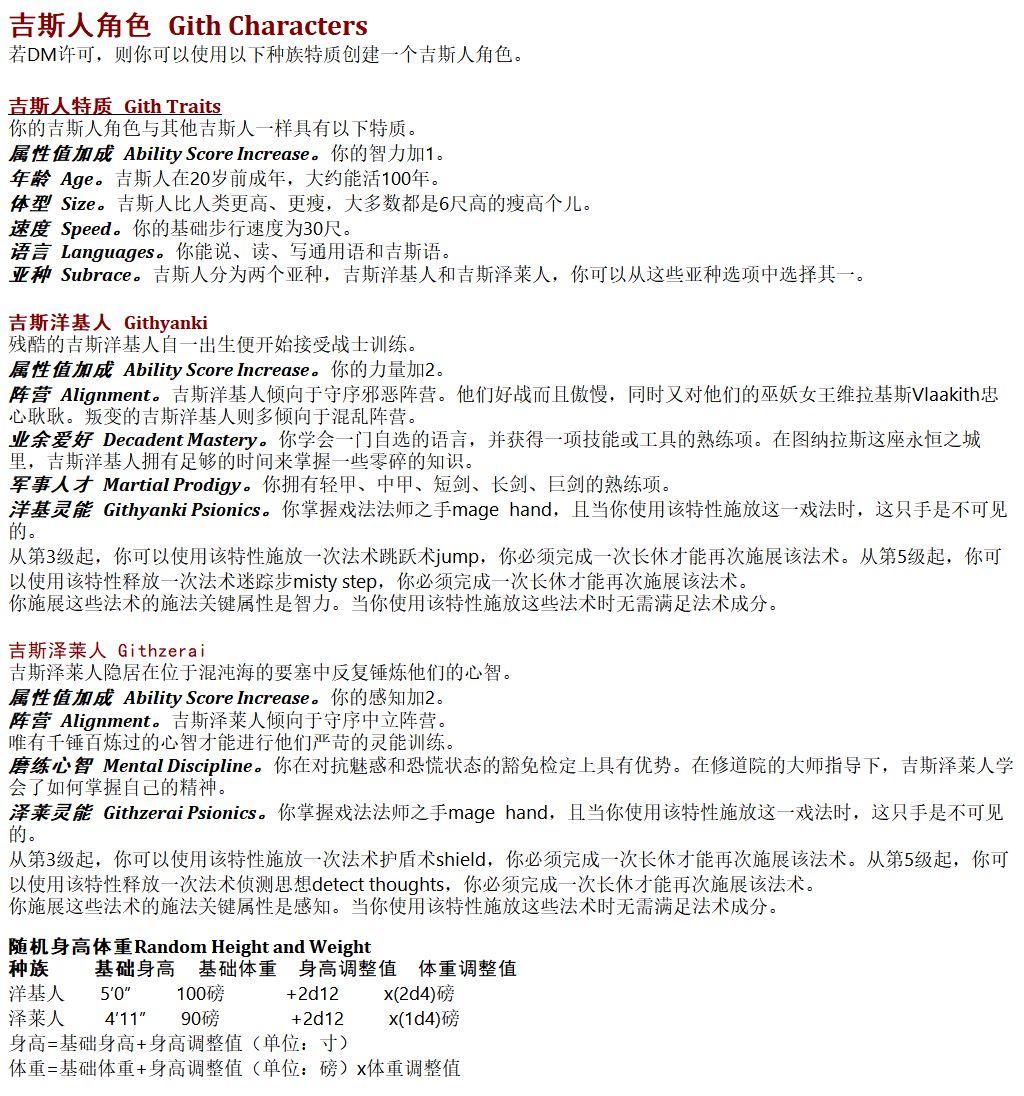 吉斯人角色 Gith Characters
若DM许可，则你可以使用以下种族特质创建一个吉斯人角色。
吉斯人特质 Gith Traits
你的吉斯人角色与其他吉斯人一样具有以下特质。
属性值加成 Ability Score Increase。你的智力加1。
年龄 Age。吉斯人在20岁前成年，大约能活100年。
体型 Size。吉斯人比人类更高、更瘦，大多数都是6尺高的瘦高个儿。
速度 Speed。你的基础步行速度为30尺。
语言 Languages。你能说、读、写通用语和吉斯语。
亚种 Subrace。吉斯人分为两个亚种，吉斯洋基人和吉斯泽莱人，你可以从这些亚种选项中选择其一。
吉斯洋基人 Githyanki
残酷的吉斯洋基人自一出生便开始接受战士训练。
属性值加成 Ability Score Increase。你的力量加2。
阵营 Alignment。吉斯洋基人倾向于守序邪恶阵营。他们好战而且傲慢，同时又对他们的巫妖女王维拉基斯Vlaakith忠
心耿耿。叛变的吉斯洋基人则多倾向于混乱阵营。
业余爱好 Decadent Mastery。你学会一门自选的语言，并获得一项技能或工具的熟练项。在图纳拉斯这座永恒之城
里，吉斯洋基人拥有足够的时间来掌握一些零碎的知识。
军事人才 Martial Prodigy。你拥有轻甲、中甲、短剑、长剑、巨剑的熟练项。
洋基灵能 Githyanki Psionics。你掌握戏法法师之手mage hand，且当你使用该特性施放这一戏法时，这只手是不可见
的。
从第3级起，你可以使用该特性施放一次法术跳跃术jump，你必须完成一次长休才能再次施展该法术。从第5级起，你可
以使用该特性释放一次法术迷踪步misty step，你必须完成一次长休才能再次施展该法术。
你施展这些法术的施法关键属性是智力。当你使用该特性施放这些法术时无需满足法术成分。
吉斯泽莱人 Githzerai
吉斯泽莱人隐居在位于混沌海的要塞中反复锤炼他们的心智。
属性值加成 Ability Score Increase。你的感知加2。
阵营 Alignment。吉斯泽莱人倾向于守序中立阵营。
唯有千锤百炼过的心智才能进行他们严苛的灵能训练。
磨练心智 Mental Discipline。你在对抗魅惑和恐慌状态的豁免检定上具有优势。在修道院的大师指导下，吉斯泽莱人学
会了如何掌握自己的精神。
泽莱灵能 Githzerai Psionics。你掌握戏法法师之手mage hand，且当你使用该特性施放这一戏法时，这只手是不可见
的。
从第3级起，你可以使用该特性施放一次法术护盾术shield，你必须完成一次长休才能再次施展该法术。从第5级起，你可
以使用该特性释放一次法术侦测思想detect thoughts，你必须完成一次长休才能再次施展该法术。
你施展这些法术的施法关键属性是感知。当你使用该特性施放这些法术时无需满足法术成分。
随机身高体重Random Height and Weight
种族 基础身高 基础体重 身高调整值 体重调整值
洋基人 5’0” 100磅 +2d12 x(2d4)磅
泽莱人 4’11” 90磅 +2d12 x(1d4)磅
身高=基础身高+身高调整值（单位：寸）
体重=基础体重+身高调整值（单位：磅）x体重调整值